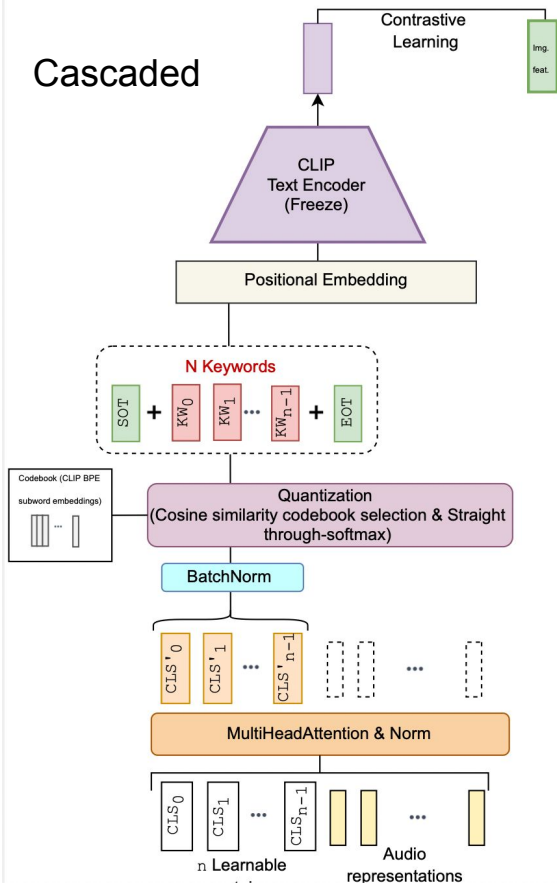 Cascaded
Contrastive
Learning
Img.
feat.
CLIP
Text Encoder
(Freeze)
Positional Embedding
N Keywords
SOT + KW0 KW1 ... KWn-1 + EOT
Codebook (CLIP BPE
subword embeddings)
...
Quantization
(Cosine similarity codebook selection & Straight
through-softmax)
BatchNorm
CLS'0 CLS'1 ... CLS'n-1 ...
MultiHeadAttention & Norm
CLS0 CLS1 ... CLSn-1 ...
n Learnable
Audio
representations